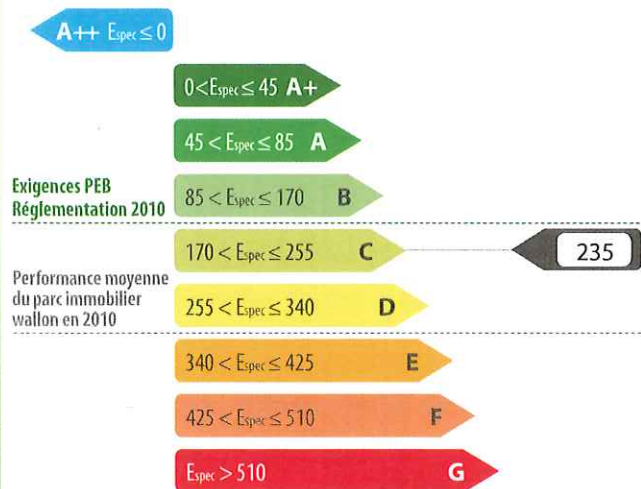 A++ Espec ≤ 0
0 < Espec ≤ 45 A+
45 < Espec ≤ 85 A
Exigences PEB
Réglementation 2010
85 < Espec ≤ 170 B
170 < Espec ≤ 255 C
235
Performance moyenne
du parc immobilier
wallon en 2010
255 < Espec ≤ 340 D
340 < Espec ≤ 425 E
425 < Espec ≤ 510 F
Espec > 510 G